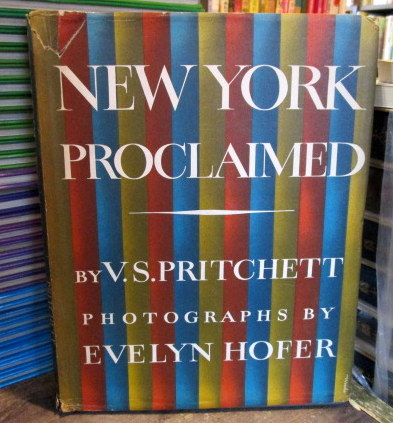 NEW YORK
PROCLAIMED
BY V.S. PRITCHETT
PHOTOGRAPHS BY
EVELYN HOFER